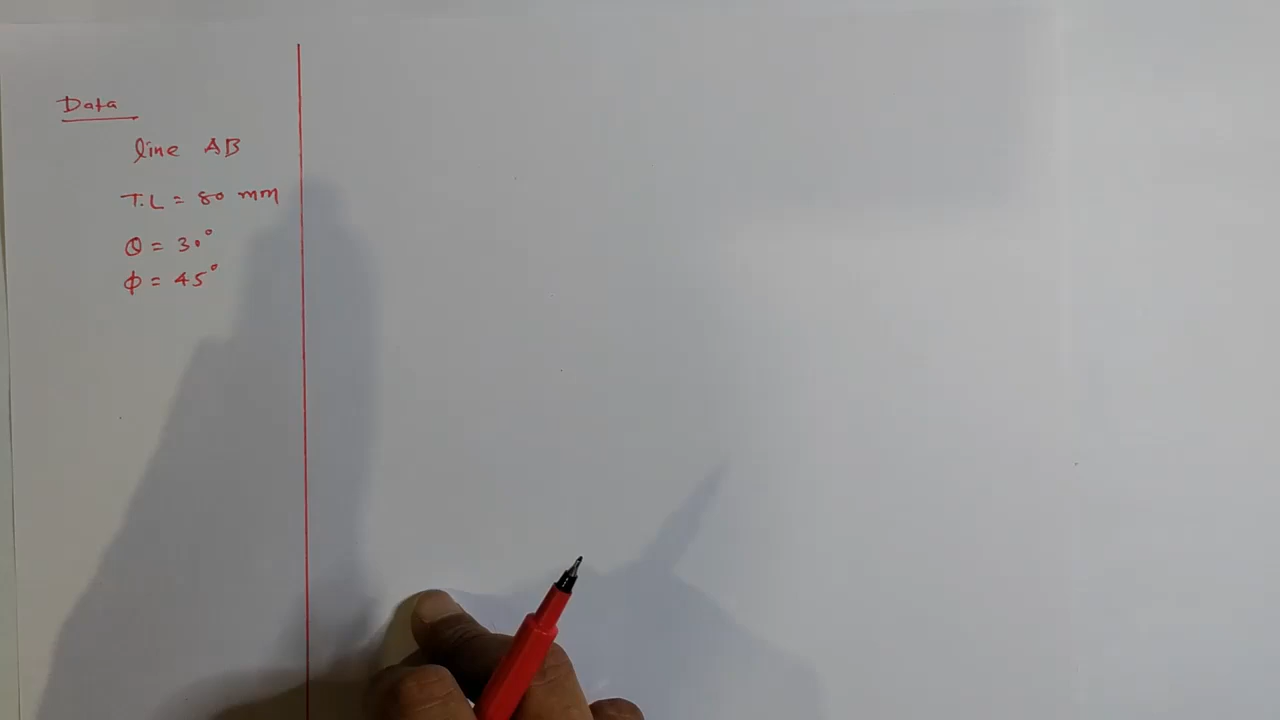 Data
line AB
T.L = 80 mm
θ = 30°
ϕ = 45°